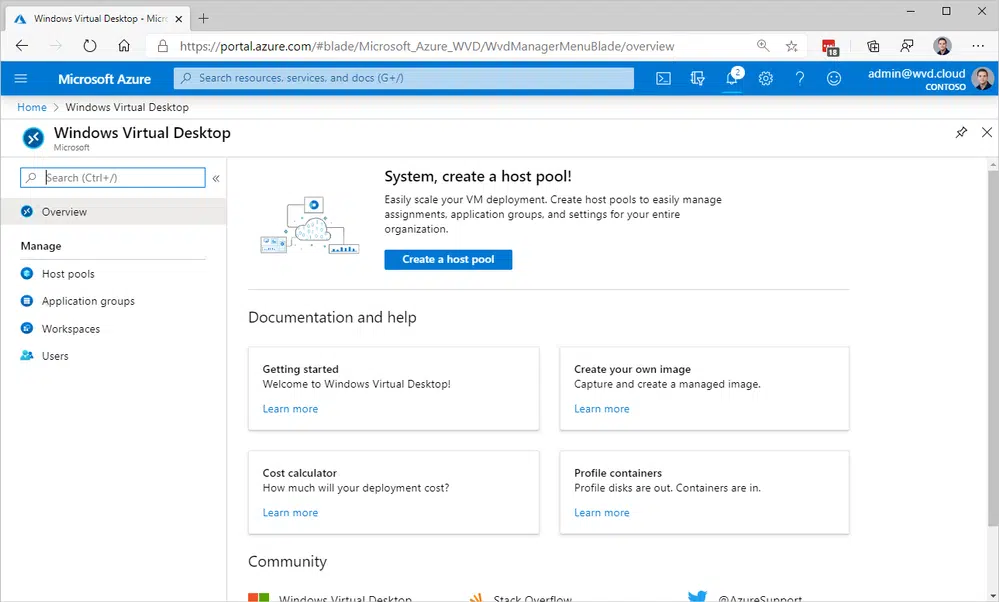 Windows Virtual Desktop - Micr
https://portal.azure.com/#blade/Microsoft_Azure_WVD/WvdManagerMenuBlade/overview
18
Microsoft Azure
Search resources, services, and docs (G+/)
2
admin@wvd.cloud
CONTOSO
Home > Windows Virtual Desktop
Windows Virtual Desktop
Microsoft
Search (Ctrl+/)
Overview
Manage
Host pools
Application groups
Workspaces
Users
System, create a host pool!
Easily scale your VM deployment. Create host pools to easily manage
assignments, application groups, and settings for your entire
organization.
Create a host pool
Documentation and help
Getting started
Welcome to Windows Virtual Desktop!
Learn more
Create your own image
Capture and create a managed image.
Learn more
Cost calculator
How much will your deployment cost?
Learn more
Profile containers
Profile disks are out. Containers are in.
Learn more
Community
Windows Virtual Desktop
Stack Overflow
@AzureSupport